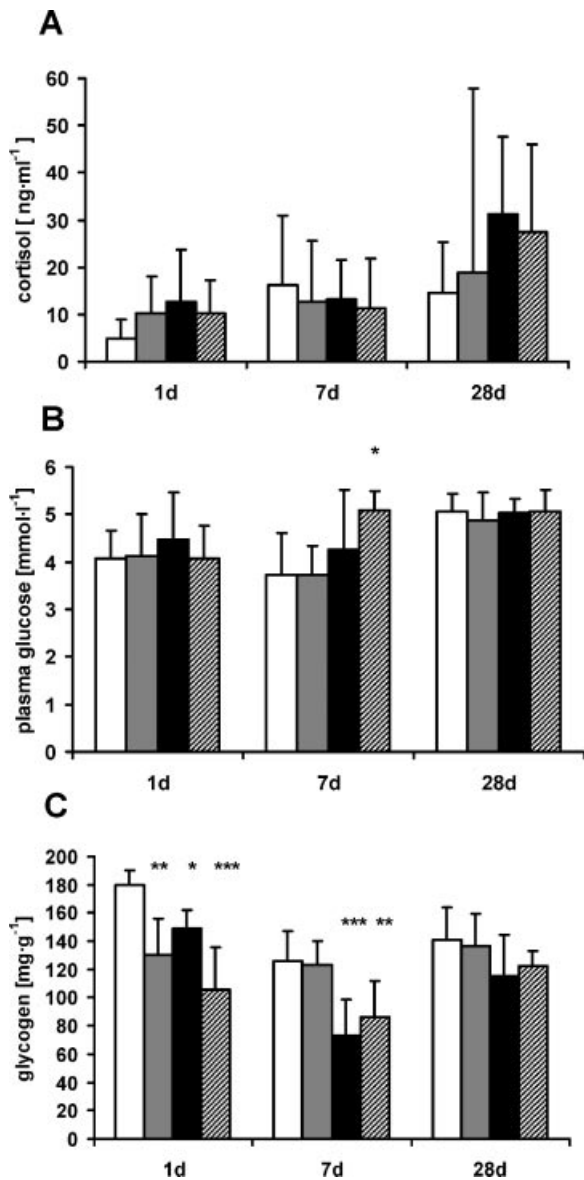 A
60
50
40
30
20
10
0
cortisol [ ng·ml⁻¹]
1d 7d 28d
B
*
6
5
4
3
2
1
0
plasma glucose [mmol·l⁻¹]
1d 7d 28d
C
200
180
160
140
120
100
80
60
40
20
0
glycogen [mg·g⁻¹]
** * *** *** **
1d 7d 28d